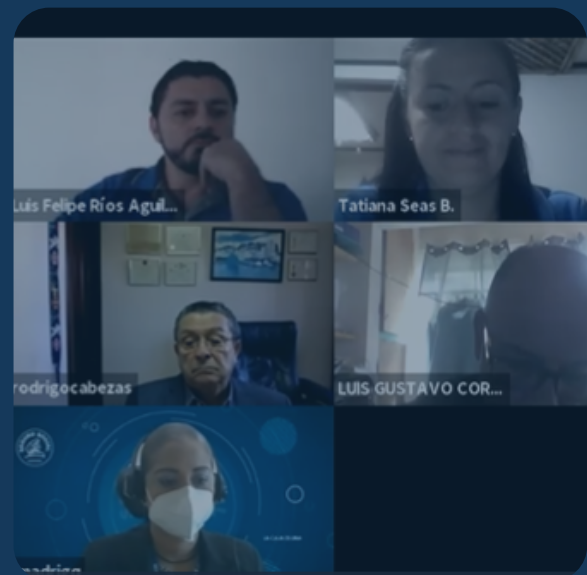 Luis Felipe Ríos Aguil...
Tatiana Seas B.
rodrigocabezas
LUIS GUSTAVO COR...